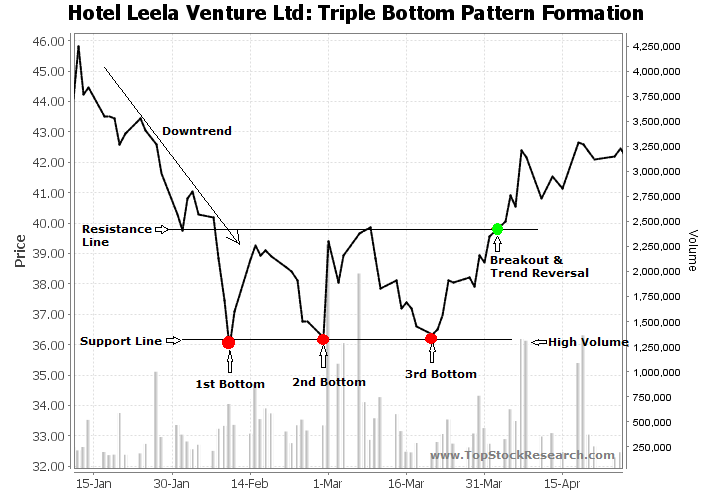 Hotel Leela Venture Ltd: Triple Bottom Pattern Formation
46.00
45.00
44.00
43.00
42.00
41.00
40.00
39.00
38.00
37.00
36.00
35.00
34.00
33.00
32.00
Price
4,250,000
4,000,000
3,750,000
3,500,000
3,250,000
3,000,000
2,750,000
2,500,000
2,250,000
2,000,000
1,750,000
1,500,000
1,250,000
1,000,000
750,000
500,000
250,000
Volume
Downtrend
Resistance
Line
Breakout &
Trend Reversal
Support Line
High Volume
1st Bottom
2nd Bottom
3rd Bottom
www.TopStockResearch.com
15-Jan
30-Jan
14-Feb
1-Mar
16-Mar
31-Mar
15-Apr